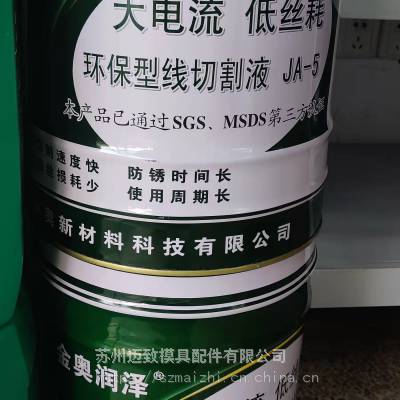 大电流 低丝耗
环保型线切割液 JA-5
本产品已通过SGS、MSDS第三方
速度快 防锈时间长
损耗少 使用周期长
奥新材料科技有限公司
金奥润泽®
苏州迈致模具配件有限公司
https://szmaizhi.cn.china.cn